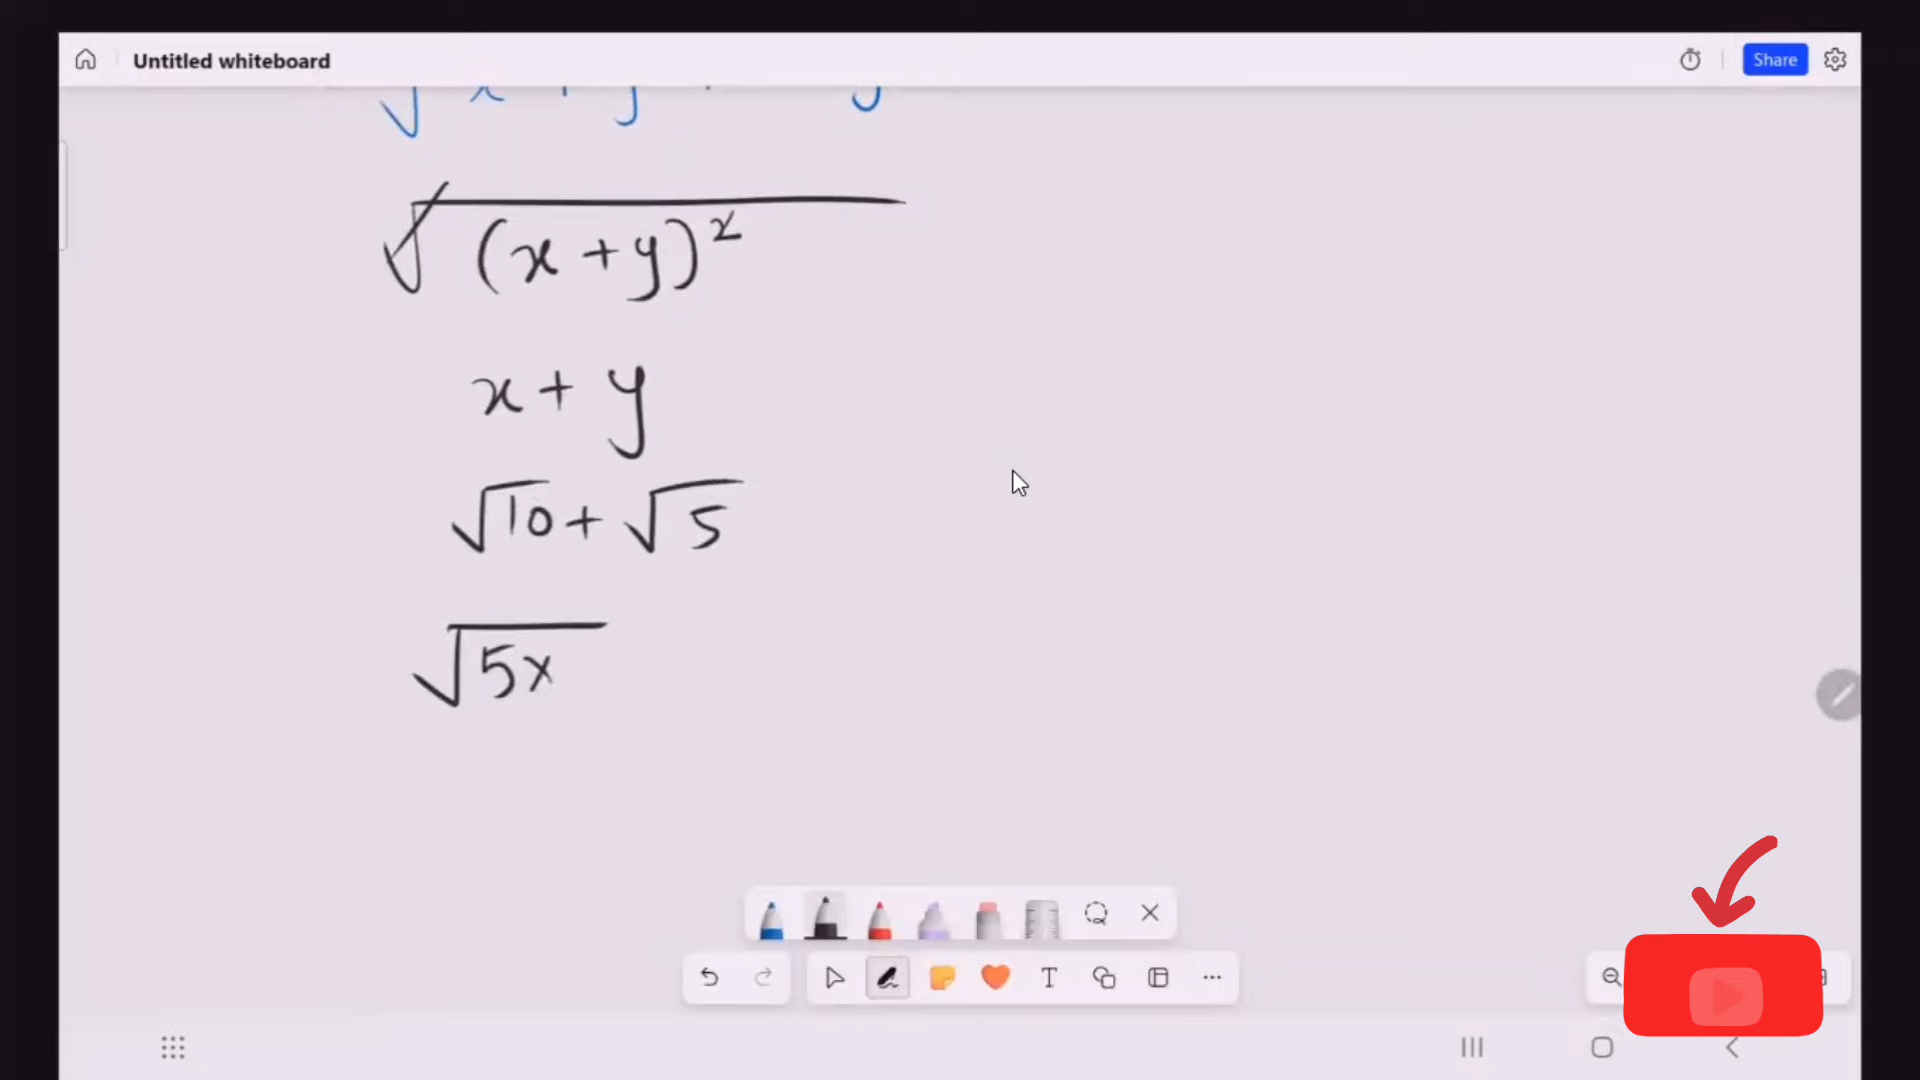 Untitled whiteboard
Share
√(x+y)²
x + y
√10 + √5
√5x
T